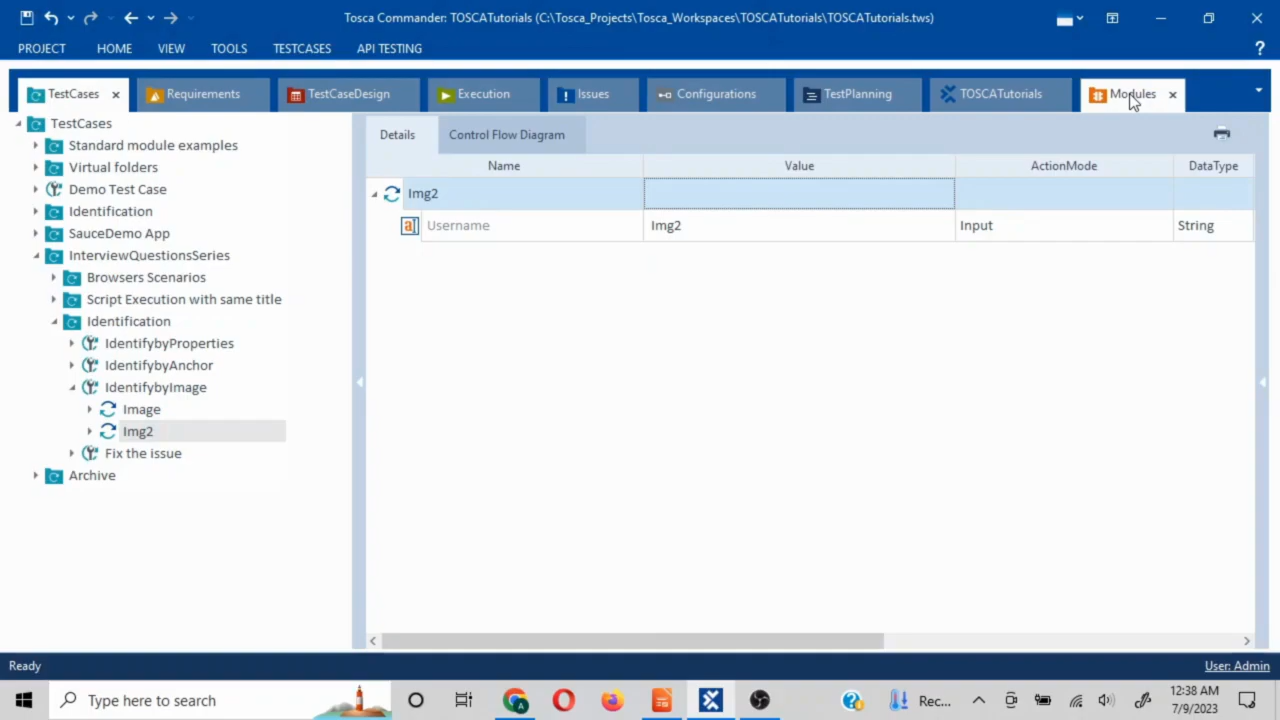 Tosca Commander: TOSCATutorials (C:\Tosca_Projects\Tosca_Workspaces\TOSCATutorials\TOSCATutorials.tws)
PROJECT HOME VIEW TOOLS TESTCASES API TESTING ?
TestCases × Requirements TestCaseDesign Execution Issues Configurations TestPlanning TOSCATutorials Modules ×
TestCases
Standard module examples
Virtual folders
Demo Test Case
Identification
SauceDemo App
InterviewQuestionsSeries
Browsers Scenarios
Script Execution with same title
Identification
IdentifybyProperties
IdentifybyAnchor
IdentifybyImage
Image
Img2
Fix the issue
Archive
Details Control Flow Diagram
Name Value ActionMode DataType
Img2
Username Img2 Input String
Ready User: Admin
Type here to search Rec... 12:38 AM
7/9/2023